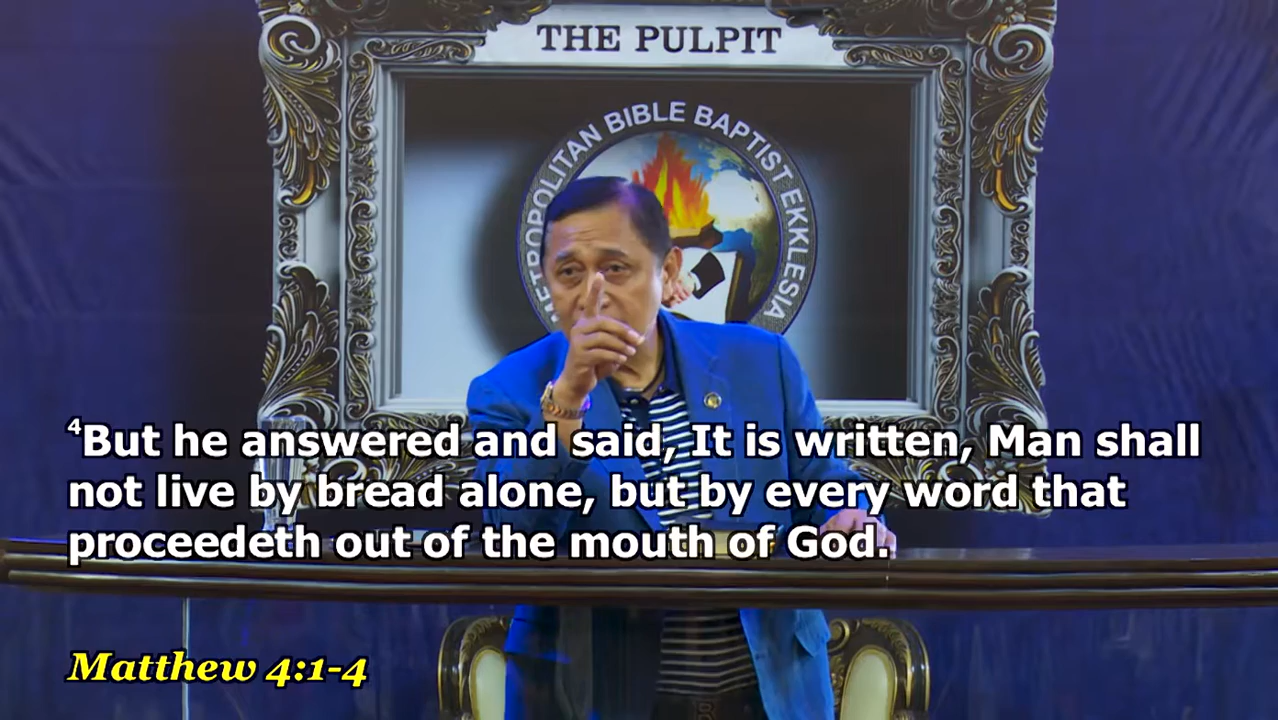 THE PULPIT
METROPOLITAN BIBLE BAPTIST EKKLESIA
⁴But he answered and said, It is written, Man shall
not live by bread alone, but by every word that
proceedeth out of the mouth of God.
Matthew 4:1-4